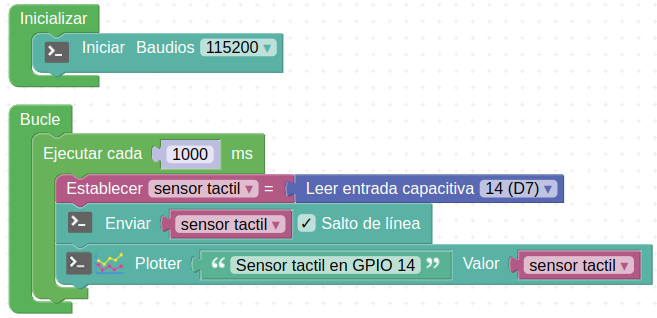 Inicializar
Iniciar Baudios 115200
Bucle
Ejecutar cada 1000 ms
Establecer sensor tactil = Leer entrada capacitiva 14 (D7)
Enviar sensor tactil ✓ Salto de línea
Plotter “ Sensor tactil en GPIO 14 ” Valor sensor tactil